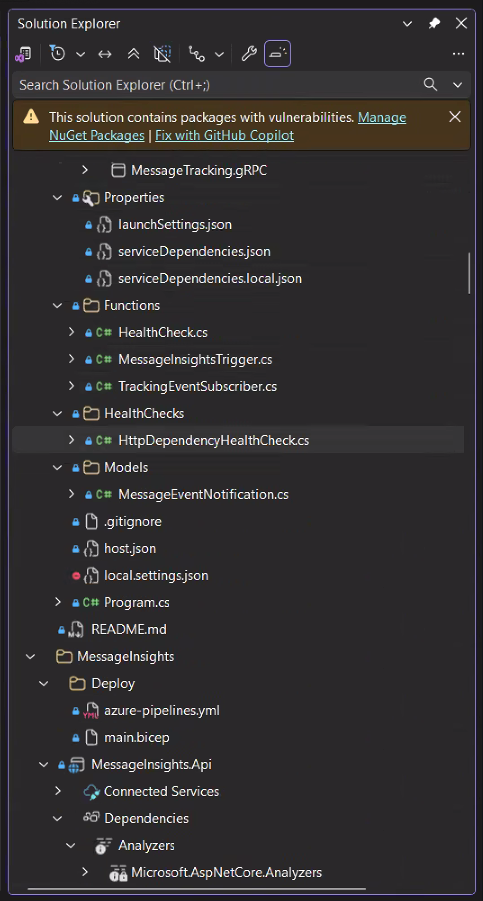 Solution Explorer
Search Solution Explorer (Ctrl+;)
This solution contains packages with vulnerabilities. Manage
NuGet Packages | Fix with GitHub Copilot
MessageTracking.gRPC
Properties
launchSettings.json
serviceDependencies.json
serviceDependencies.local.json
Functions
C# HealthCheck.cs
C# MessageInsightsTrigger.cs
C# TrackingEventSubscriber.cs
HealthChecks
C# HttpDependencyHealthCheck.cs
Models
C# MessageEventNotification.cs
.gitignore
host.json
local.settings.json
C# Program.cs
M README.md
MessageInsights
Deploy
YML azure-pipelines.yml
main.bicep
MessageInsights.Api
Connected Services
Dependencies
Analyzers
Microsoft.AspNetCore.Analyzers